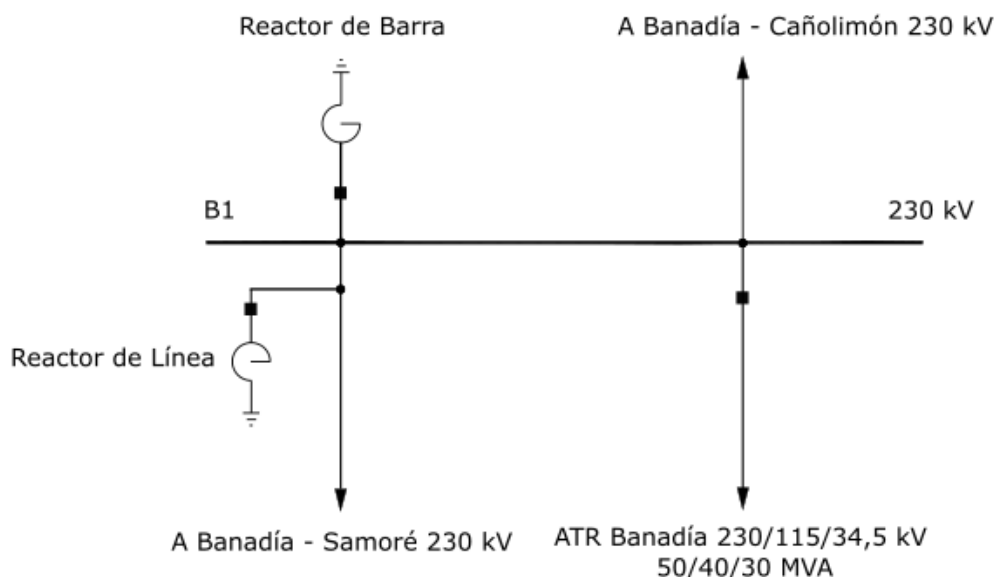 Reactor de Barra
A Banadía - Cañolimón 230 kV
B1
230 kV
Reactor de Línea
A Banadía - Samoré 230 kV
ATR Banadía 230/115/34,5 kV
50/40/30 MVA